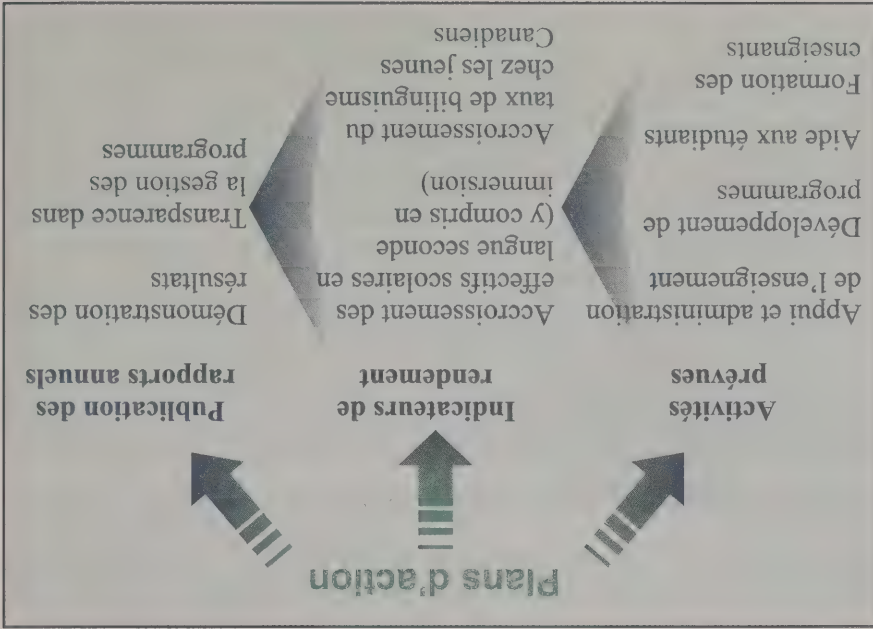 Plans d'action
Activités
prévues
Appui et administration
de l'enseignement
Développement de
programmes
Aide aux étudiants
Formation des
enseignants
Indicateurs de
rendement
Accroissement des
effectifs scolaires en
langue seconde
(y compris en
immersion)
Accroissement du
taux de bilinguisme
chez les jeunes
Canadiens
Publication des
rapports annuels
Démonstration des
résultats
Transparence dans
la gestion des
programmes